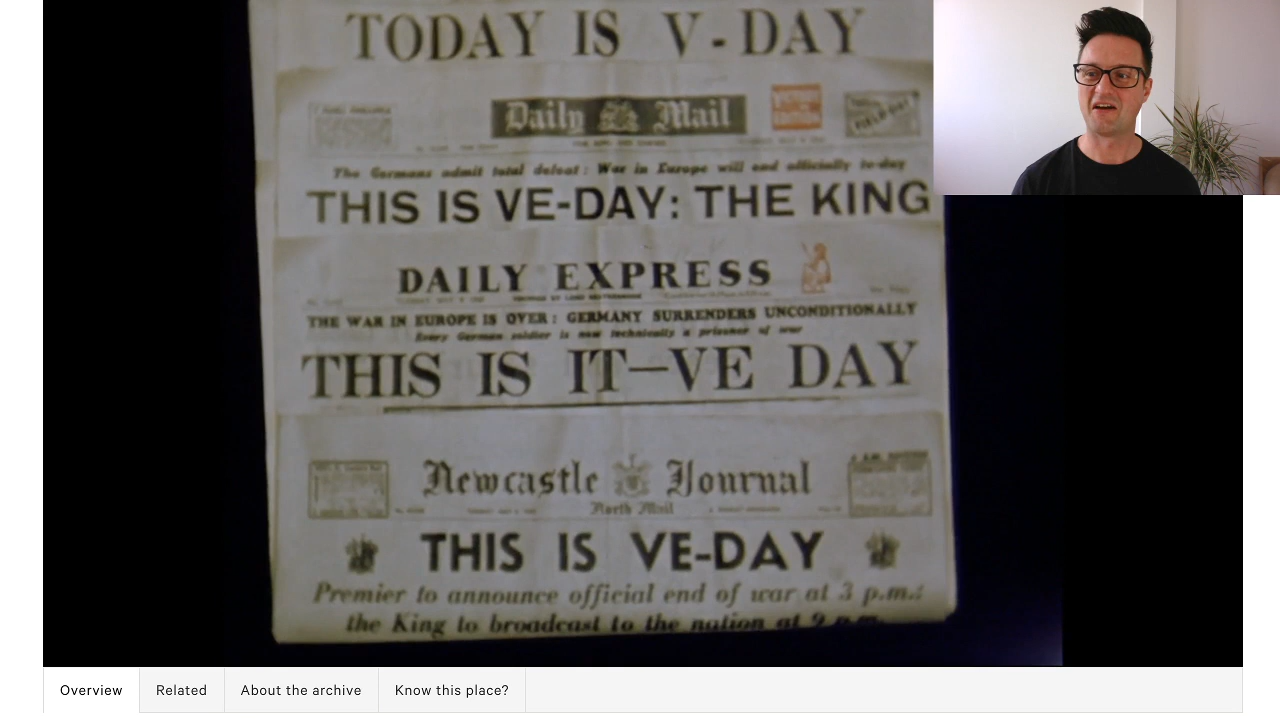 TODAY IS V-DAY
Daily Mail
FIELD-DAY
The Germans admit total defeat: War in Europe will end officially to-day
THIS IS VE-DAY: THE KING
DAILY EXPRESS
THE WAR IN EUROPE IS OVER: GERMANY SURRENDERS UNCONDITIONALLY
Every German soldier is now technically a prisoner of war
THIS IS IT—VE DAY
Newcastle Journal
North Mail
THIS IS VE-DAY
Premier to announce official end of war at 3 p.m.:
the King to broadcast to the nation at 9 p.m.
Overview
Related
About the archive
Know this place?